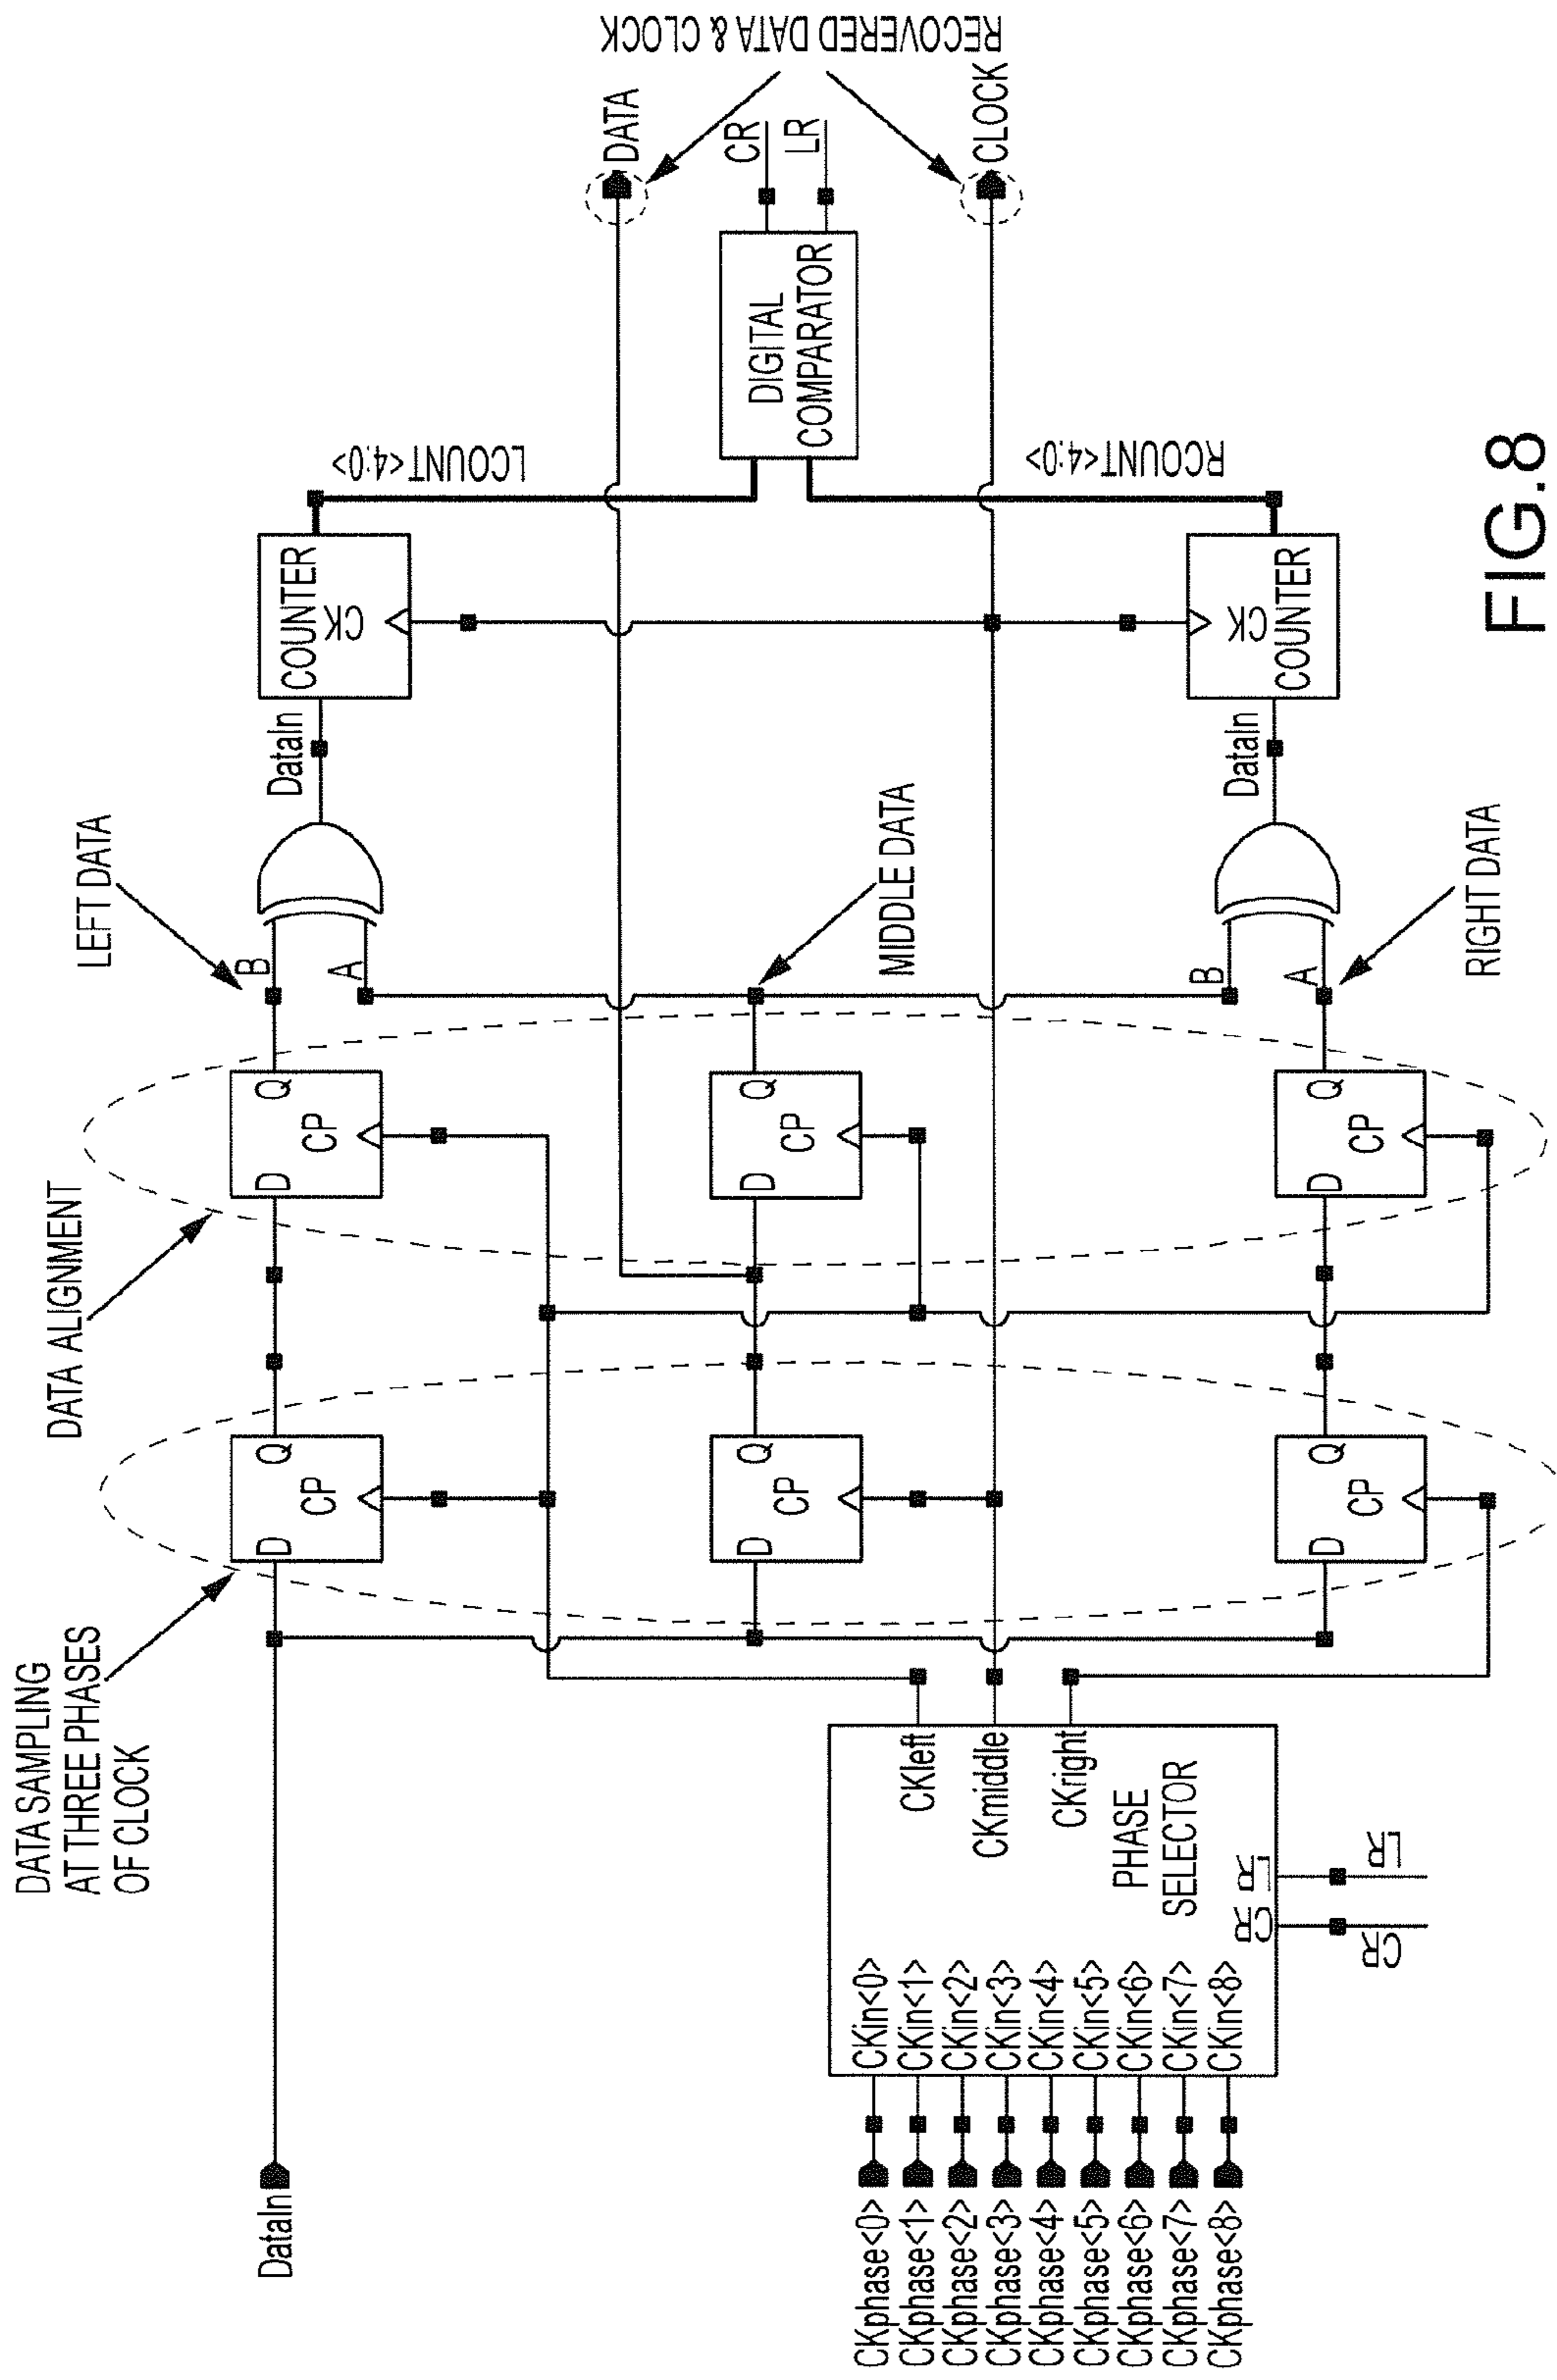 DATA SAMPLING
AT THREE PHASES
OF CLOCK
DATA ALIGNMENT
LEFT DATA
MIDDLE DATA
RIGHT DATA
RECOVERED DATA & CLOCK
DataIn
D
Q
CP
D
Q
CP
B
A
DataIn
COUNTER
CK
LCOUNT<4:0>
DATA
D
Q
CP
D
Q
CP
DIGITAL
COMPARATOR
CR
LR
CLOCK
D
Q
CP
D
Q
CP
B
A
DataIn
COUNTER
CK
RCOUNT<4:0>
CKphase<0>
CKin<0>
CKphase<1>
CKin<1>
CKphase<2>
CKin<2>
CKphase<3>
CKin<3>
CKphase<4>
CKin<4>
CKphase<5>
CKin<5>
CKphase<6>
CKin<6>
CKphase<7>
CKin<7>
CKphase<8>
CKin<8>
CKleft
CKmiddle
CKright
PHASE
SELECTOR
CR
LR
CR
LR
FIG.8